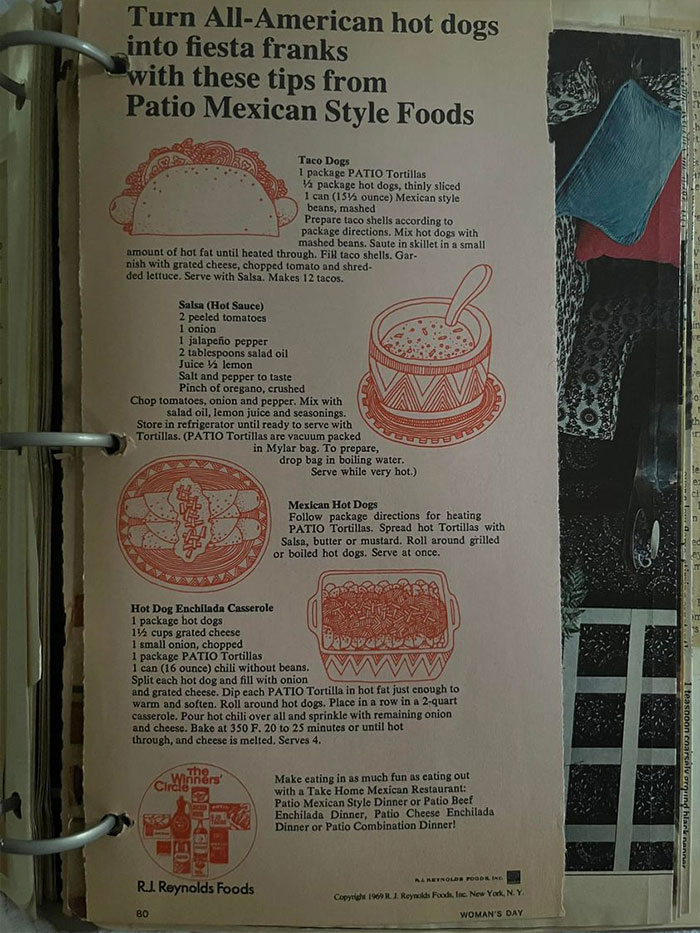 Turn All-American hot dogs
into fiesta franks
with these tips from
Patio Mexican Style Foods
Taco Dogs
1 package PATIO Tortillas
½ package hot dogs, thinly sliced
1 can (15½ ounce) Mexican style
beans, mashed
Prepare taco shells according to
package directions. Mix hot dogs with
mashed beans. Saute in skillet in a small
amount of hot fat until heated through. Fill taco shells. Gar-
nish with grated cheese, chopped tomato and shred-
ded lettuce. Serve with Salsa. Makes 12 tacos.
Salsa (Hot Sauce)
2 peeled tomatoes
1 onion
1 jalapeño pepper
2 tablespoons salad oil
Juice ½ lemon
Salt and pepper to taste
Pinch of oregano, crushed
Chop tomatoes, onion and pepper. Mix with
salad oil, lemon juice and seasonings.
Store in refrigerator until ready to serve with
Tortillas. (PATIO Tortillas are vacuum packed
in Mylar bag. To prepare,
drop bag in boiling water.
Serve while very hot.)
Mexican Hot Dogs
Follow package directions for heating
PATIO Tortillas. Spread hot Tortillas with
Salsa, butter or mustard. Roll around grilled
or boiled hot dogs. Serve at once.
Hot Dog Enchilada Casserole
1 package hot dogs
1½ cups grated cheese
1 small onion, chopped
1 package PATIO Tortillas
1 can (16 ounce) chili without beans.
Split each hot dog and fill with onion
and grated cheese. Dip each PATIO Tortilla in hot fat just enough to
warm and soften. Roll around hot dogs. Place in a row in a 2-quart
casserole. Pour hot chili over all and sprinkle with remaining onion
and cheese. Bake at 350 F. 20 to 25 minutes or until hot
through, and cheese is melted. Serves 4.
The
Winners'
Circle
R.J. Reynolds Foods
Make eating in as much fun as eating out
with a Take Home Mexican Restaurant:
Patio Mexican Style Dinner or Patio Beef
Enchilada Dinner, Patio Cheese Enchilada
Dinner or Patio Combination Dinner!
R.J. REYNOLDS FOODS, INC.
Copyright 1969 R. J. Reynolds Foods, Inc. New York, N. Y.
80
WOMAN'S DAY
1 teaspoon coarsely